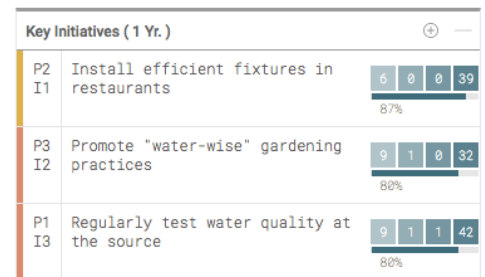 Key Initiatives ( 1 Yr. )
P2 Install efficient fixtures in 6 0 0 39
I1 restaurants
87%
P3 Promote "water-wise" gardening 9 1 0 32
I2 practices
80%
P1 Regularly test water quality at 9 1 1 42
I3 the source
80%